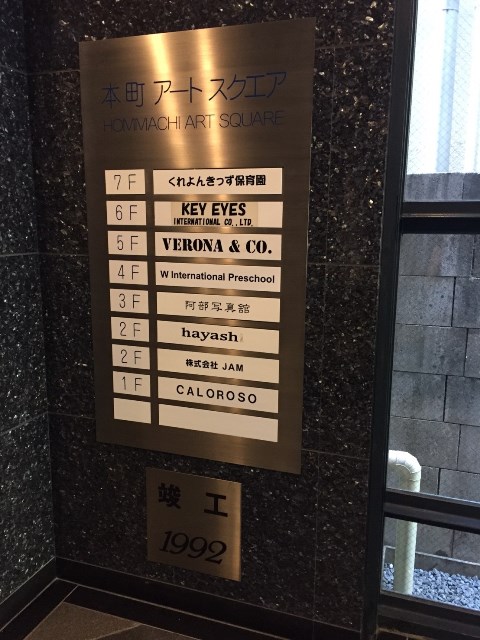 本町 アート スクエア
HOMMACHI ART SQUARE
7F くれよんきっず保育園
6F KEY EYES
INTERNATIONAL CO., LTD.
5F VERONA & CO.
4F W International Preschool
3F 阿部写真館
2F hayashi
2F 株式会社 JAM
1F CALOROSO
竣工
1992